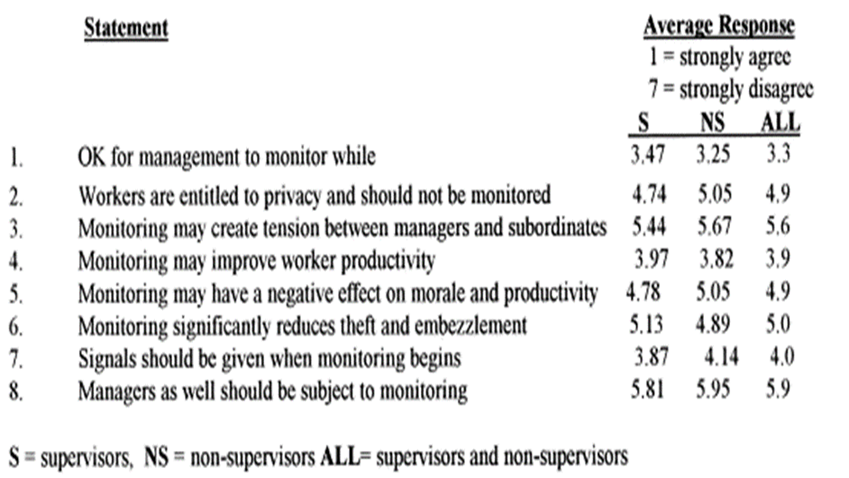 Statement Average Response
1 = strongly agree
7 = strongly disagree
S NS ALL
1. OK for management to monitor while 3.47 3.25 3.3
2. Workers are entitled to privacy and should not be monitored 4.74 5.05 4.9
3. Monitoring may create tension between managers and subordinates 5.44 5.67 5.6
4. Monitoring may improve worker productivity 3.97 3.82 3.9
5. Monitoring may have a negative effect on morale and productivity 4.78 5.05 4.9
6. Monitoring significantly reduces theft and embezzlement 5.13 4.89 5.0
7. Signals should be given when monitoring begins 3.87 4.14 4.0
8. Managers as well should be subject to monitoring 5.81 5.95 5.9
S = supervisors, NS = non-supervisors ALL= supervisors and non-supervisors